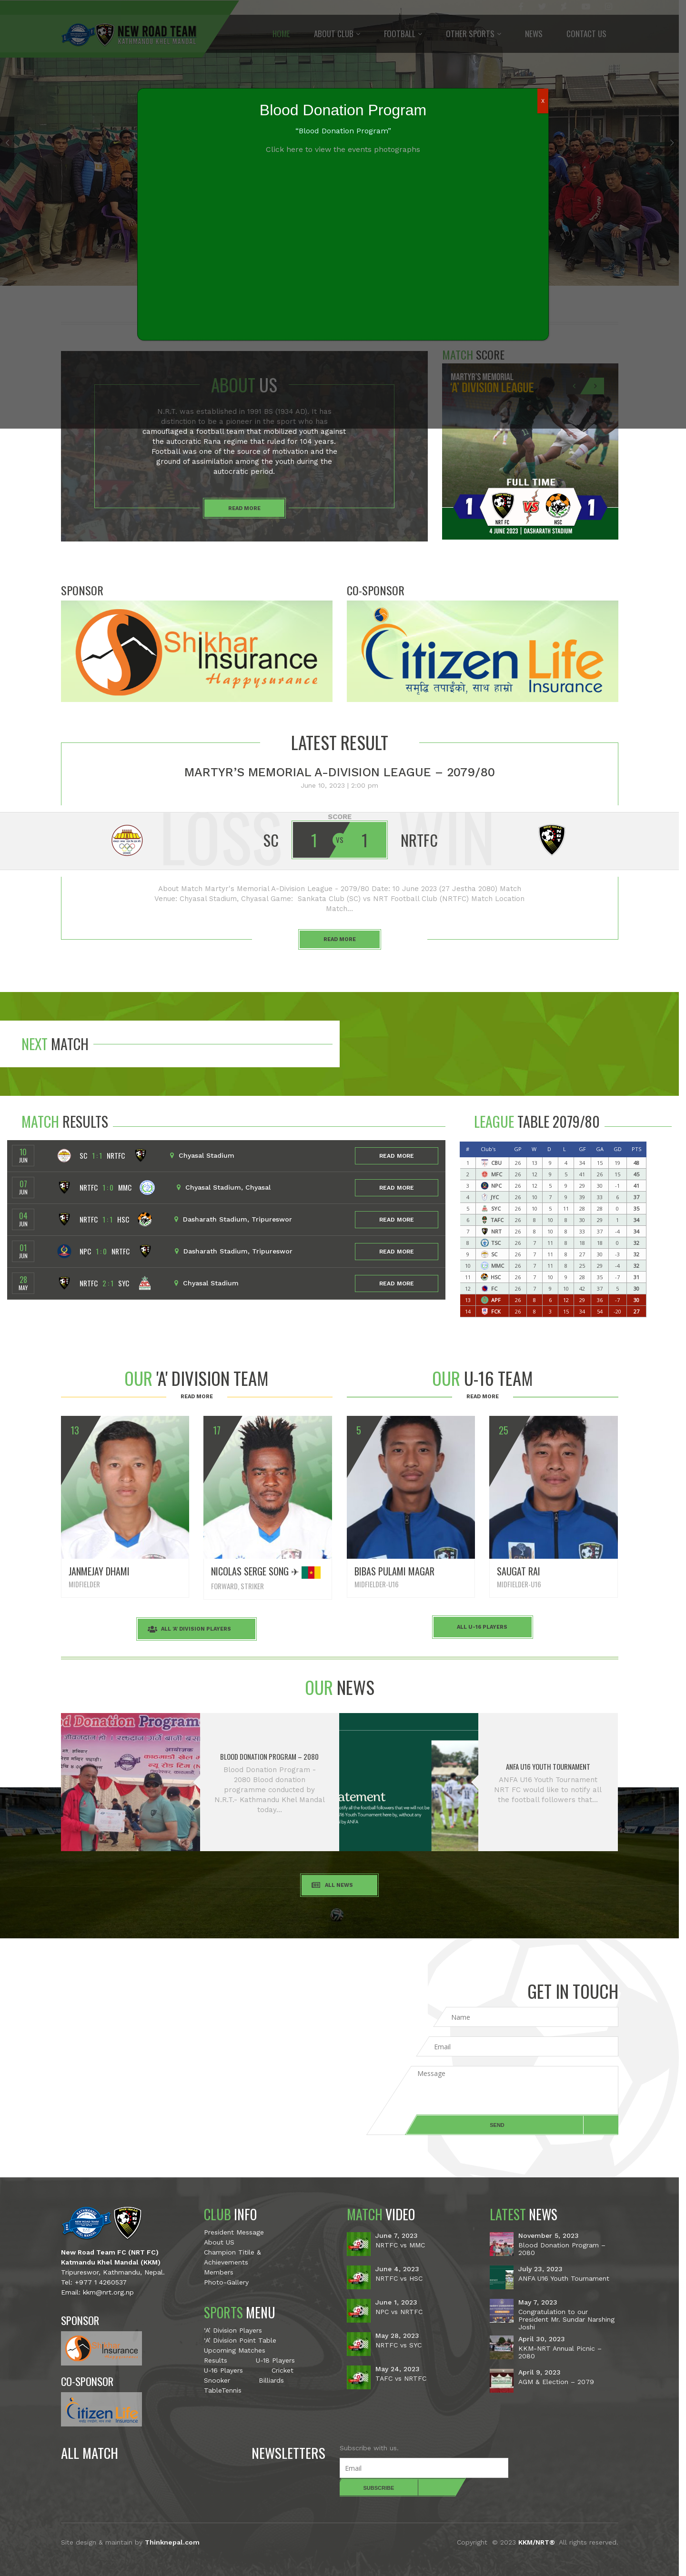 NEW ROAD TEAM
KATHMANDU KHEL MANDAL
HOME
ABOUT CLUB
FOOTBALL
OTHER SPORTS
NEWS
CONTACT US
X
Blood Donation Program
"Blood Donation Program"
Click here to view the events photographs
ABOUT US
N.R.T. was established in 1991 BS (1934 AD). It has
distinction to be a pioneer in the sport who has
camouflaged a football team that mobilized youth against
the autocratic Rana regime that ruled for 104 years.
Football was one of the source of motivation and the
ground of assimilation among the youth during the
autocratic period.
READ MORE
MATCH SCORE
MARTYR'S MEMORIAL
'A' DIVISION LEAGUE
FULL TIME
1 NRT FC VS HSC 1
4 JUNE 2023 | DASHARATH STADIUM
SPONSOR
Shikhar
Insurance
Happysurance
CO-SPONSOR
Citizen Life
समृद्धि तपाईंको, साथ हाम्रो Insurance
LATEST RESULT
MARTYR'S MEMORIAL A-DIVISION LEAGUE – 2079/80
June 10, 2023 | 2:00 pm
LOSS
WIN
SCORE
SC 1 VS 1 NRTFC
About Match Martyr's Memorial A-Division League - 2079/80 Date: 10 June 2023 (27 Jestha 2080) Match
Venue: Chyasal Stadium, Chyasal Game: Sankata Club (SC) vs NRT Football Club (NRTFC) Match Location
Match...
READ MORE
NEXT MATCH
MATCH RESULTS
10 JUN SC 1 : 1 NRTFC Chyasal Stadium READ MORE
07 JUN NRTFC 1 : 0 MMC Chyasal Stadium, Chyasal READ MORE
04 JUN NRTFC 1 : 1 HSC Dasharath Stadium, Tripureswor READ MORE
01 JUN NPC 1 : 0 NRTFC Dasharath Stadium, Tripureswor READ MORE
28 MAY NRTFC 2 : 1 SYC Chyasal Stadium READ MORE
LEAGUE TABLE 2079/80
# Club's GP W D L GF GA GD PTS
1 CBU 26 13 9 4 34 15 19 48
2 MFC 26 12 9 5 41 26 15 45
3 NPC 26 12 5 9 29 30 -1 41
4 JYC 26 10 7 9 39 33 6 37
5 SYC 26 10 5 11 28 28 0 35
6 TAFC 26 8 10 8 30 29 1 34
7 NRT 26 8 10 8 33 37 -4 34
8 TSC 26 7 11 8 18 18 0 32
9 SC 26 7 11 8 27 30 -3 32
10 MMC 26 7 11 8 25 29 -4 32
11 HSC 26 7 10 9 28 35 -7 31
12 FC 26 7 9 10 42 37 5 30
13 APF 26 8 6 12 29 36 -7 30
14 FCK 26 8 3 15 34 54 -20 27
OUR 'A' DIVISION TEAM
READ MORE
OUR U-16 TEAM
READ MORE
13
JANMEJAY DHAMI
MIDFIELDER
17
NICOLAS SERGE SONG
FORWARD, STRIKER
5
BIBAS PULAMI MAGAR
MIDFIELDER-U16
25
SAUGAT RAI
MIDFIELDER-U16
ALL 'A' DIVISION PLAYERS
ALL U-16 PLAYERS
OUR NEWS
d Donation Program
BLOOD DONATION PROGRAM – 2080
Blood Donation Program -
2080 Blood donation
programme conducted by
N.R.T.- Kathmandu Khel Mandal
today...
atement
ANFA U16 YOUTH TOURNAMENT
ANFA U16 Youth Tournament
NRT FC would like to notify all
the football followers that...
ALL NEWS
GET IN TOUCH
Name
Email
Message
SEND
New Road Team FC (NRT FC)
Katmandu Khel Mandal (KKM)
Tripureswor, Kathmandu, Nepal.
Tel: +977 1 4260537
Email: kkm@nrt.org.np
SPONSOR
Shikhar Insurance
CO-SPONSOR
Citizen Life
CLUB INFO
President Message
About US
Champion Titile &
Achievements
Members
Photo-Gallery
SPORTS MENU
'A' Division Players
'A' Division Point Table
Upcoming Matches
Results U-18 Players
U-16 Players Cricket
Snooker Billiards
TableTennis
MATCH VIDEO
June 7, 2023
NRTFC vs MMC
June 4, 2023
NRTFC vs HSC
June 1, 2023
NPC vs NRTFC
May 28, 2023
NRTFC vs SYC
May 24, 2023
TAFC vs NRTFC
LATEST NEWS
November 5, 2023
Blood Donation Program –
2080
July 23, 2023
ANFA U16 Youth Tournament
May 7, 2023
Congratulation to our
President Mr. Sundar Narshing
Joshi
April 30, 2023
KKM-NRT Annual Picnic –
2080
April 9, 2023
AGM & Election – 2079
ALL MATCH
NEWSLETTERS
Subscribe with us.
Email
SUBSCRIBE
Site design & maintain by Thinknepal.com
Copyright © 2023 KKM/NRT®. All rights reserved.